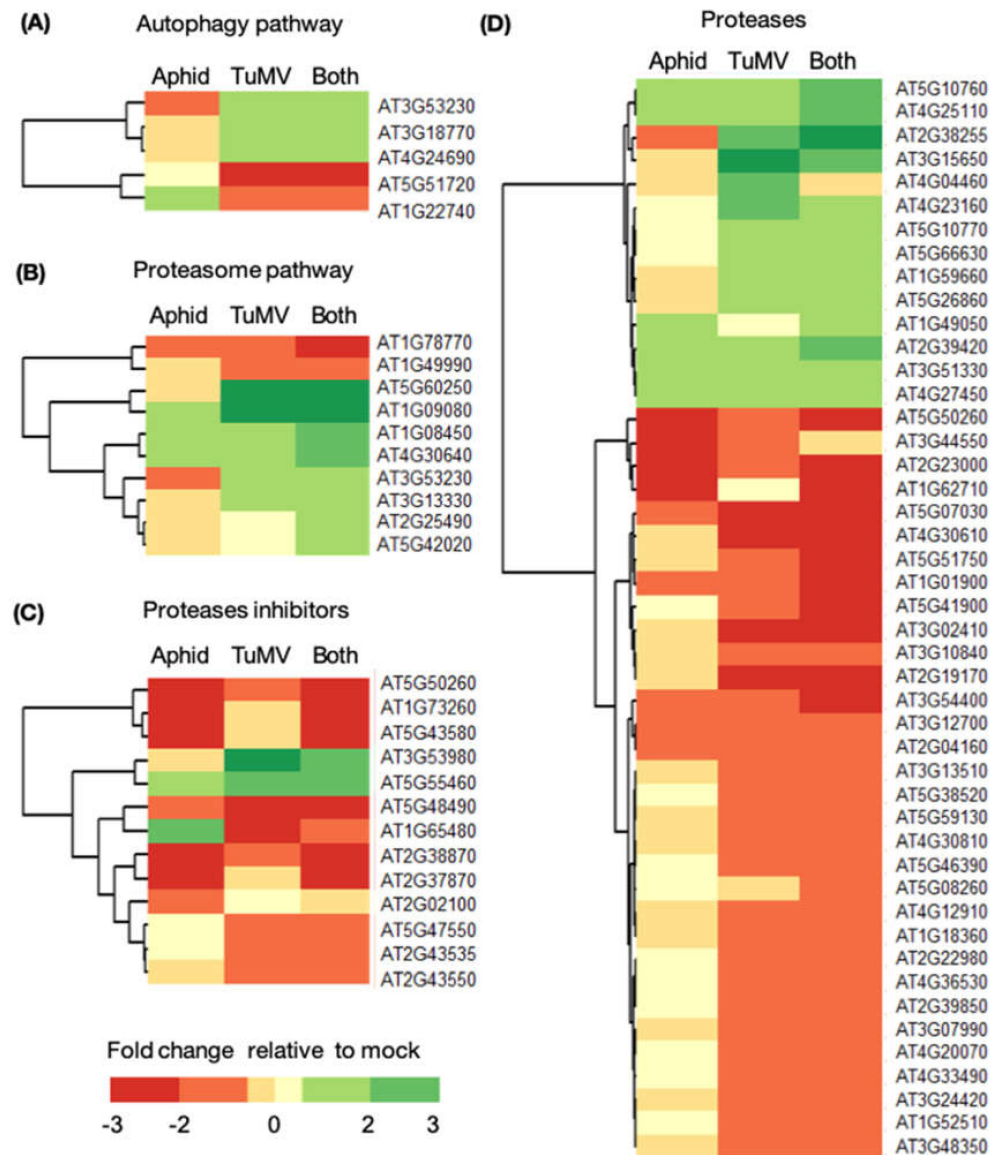 (A)
Autophagy pathway
Aphid TuMV Both
AT3G53230
AT3G18770
AT4G24690
AT5G51720
AT1G22740
(B)
Proteasome pathway
Aphid TuMV Both
AT1G78770
AT1G49990
AT5G60250
AT1G09080
AT1G08450
AT4G30640
AT3G53230
AT3G13330
AT2G25490
AT5G42020
(C)
Proteases inhibitors
Aphid TuMV Both
AT5G50260
AT1G73260
AT5G43580
AT3G53980
AT5G55460
AT5G48490
AT1G65480
AT2G38870
AT2G37870
AT2G02100
AT5G47550
AT2G43535
AT2G43550
Fold change relative to mock
-3 -2 0 2 3
(D)
Proteases
Aphid TuMV Both
AT5G10760
AT4G25110
AT2G38255
AT3G15650
AT4G04460
AT4G23160
AT5G10770
AT5G66630
AT1G59660
AT5G26860
AT1G49050
AT2G39420
AT3G51330
AT4G27450
AT5G50260
AT3G44550
AT2G23000
AT1G62710
AT5G07030
AT4G30610
AT5G51750
AT1G01900
AT5G41900
AT3G02410
AT3G10840
AT2G19170
AT3G54400
AT3G12700
AT2G04160
AT3G13510
AT5G38520
AT5G59130
AT4G30810
AT5G46390
AT5G08260
AT4G12910
AT1G18360
AT2G22980
AT4G36530
AT2G39850
AT3G07990
AT4G20070
AT4G33490
AT3G24420
AT1G52510
AT3G48350